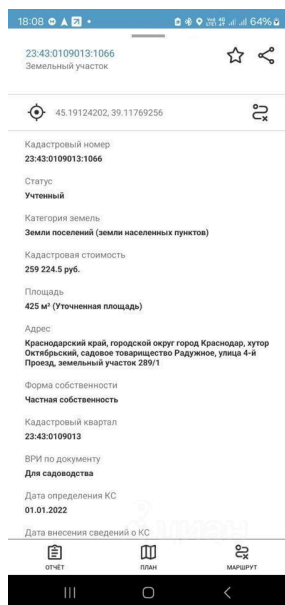 18:08
64%
23:43:0109013:1066
Земельный участок
45.19124202, 39.11769256
Кадастровый номер
23:43:0109013:1066
Статус
Учтенный
Категория земель
Земли поселений (земли населенных пунктов)
Кадастровая стоимость
259 224.5 руб.
Площадь
425 м² (Уточненная площадь)
Адрес
Краснодарский край, городской округ город Краснодар, хутор
Октябрьский, садовое товарищество Радужное, улица 4-й
Проезд, земельный участок 289/1
Форма собственности
Частная собственность
Кадастровый квартал
23:43:0109013
ВРИ по документу
Для садоводства
Дата определения КС
01.01.2022
Дата внесения сведений о КС
циан
ОТЧЁТ
ПЛАН
МАРШРУТ